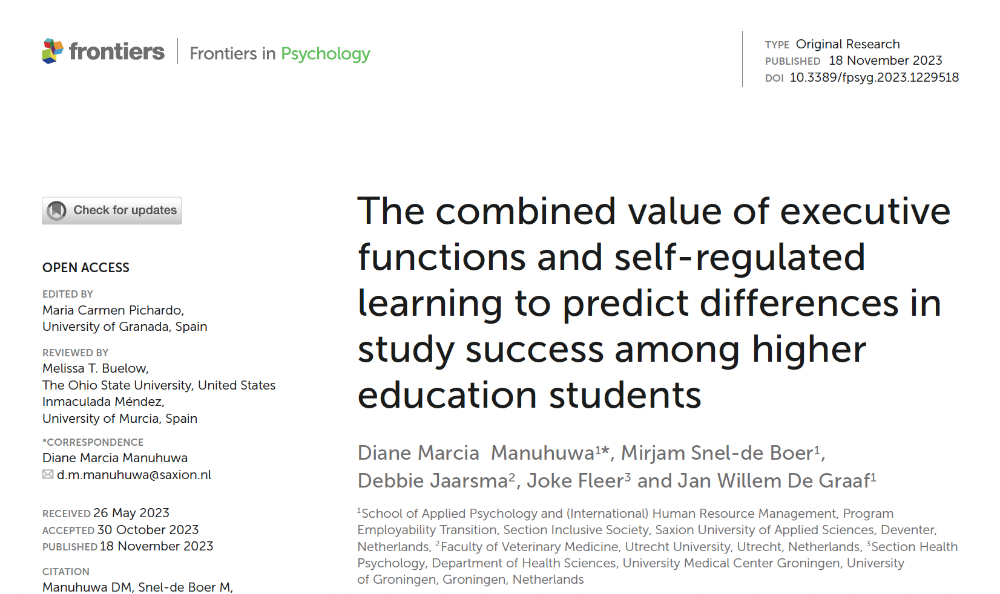 frontiers
Frontiers in Psychology
TYPE Original Research
PUBLISHED 18 November 2023
DOI 10.3389/fpsyg.2023.1229518
Check for updates
OPEN ACCESS
EDITED BY
Maria Carmen Pichardo,
University of Granada, Spain
REVIEWED BY
Melissa T. Buelow,
The Ohio State University, United States
Inmaculada Méndez,
University of Murcia, Spain
*CORRESPONDENCE
Diane Marcia Manuhuwa
d.m.manuhuwa@saxion.nl
RECEIVED 26 May 2023
ACCEPTED 30 October 2023
PUBLISHED 18 November 2023
CITATION
Manuhuwa DM, Snel-de Boer M,
The combined value of executive
functions and self-regulated
learning to predict differences in
study success among higher
education students
Diane Marcia Manuhuwa¹*, Mirjam Snel-de Boer¹,
Debbie Jaarsma², Joke Fleer³ and Jan Willem De Graaf¹
¹School of Applied Psychology and (International) Human Resource Management, Program
Employability Transition, Section Inclusive Society, Saxion University of Applied Sciences, Deventer,
Netherlands, ²Faculty of Veterinary Medicine, Utrecht University, Utrecht, Netherlands, ³Section Health
Psychology, Department of Health Sciences, University Medical Center Groningen, University
of Groningen, Groningen, Netherlands